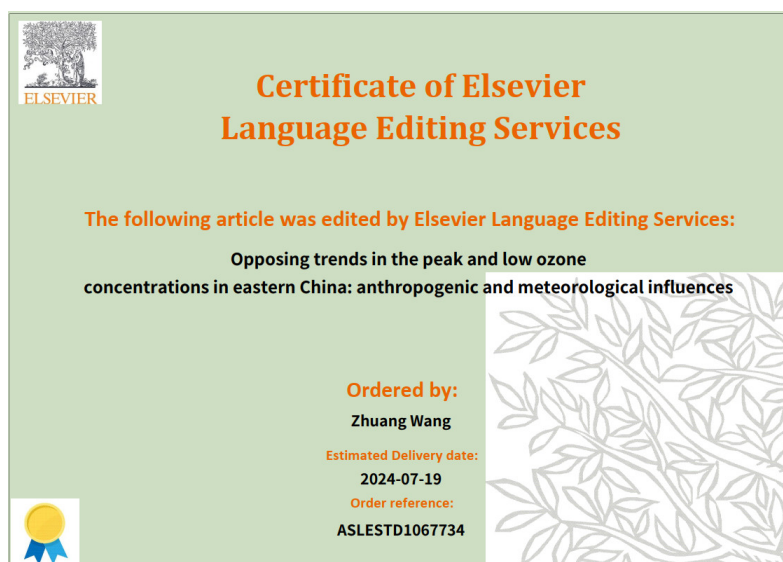 ELSEVIER
Certificate of Elsevier
Language Editing Services
The following article was edited by Elsevier Language Editing Services:
Opposing trends in the peak and low ozone
concentrations in eastern China: anthropogenic and meteorological influences
Ordered by:
Zhuang Wang
Estimated Delivery date:
2024-07-19
Order reference:
ASLESTD1067734